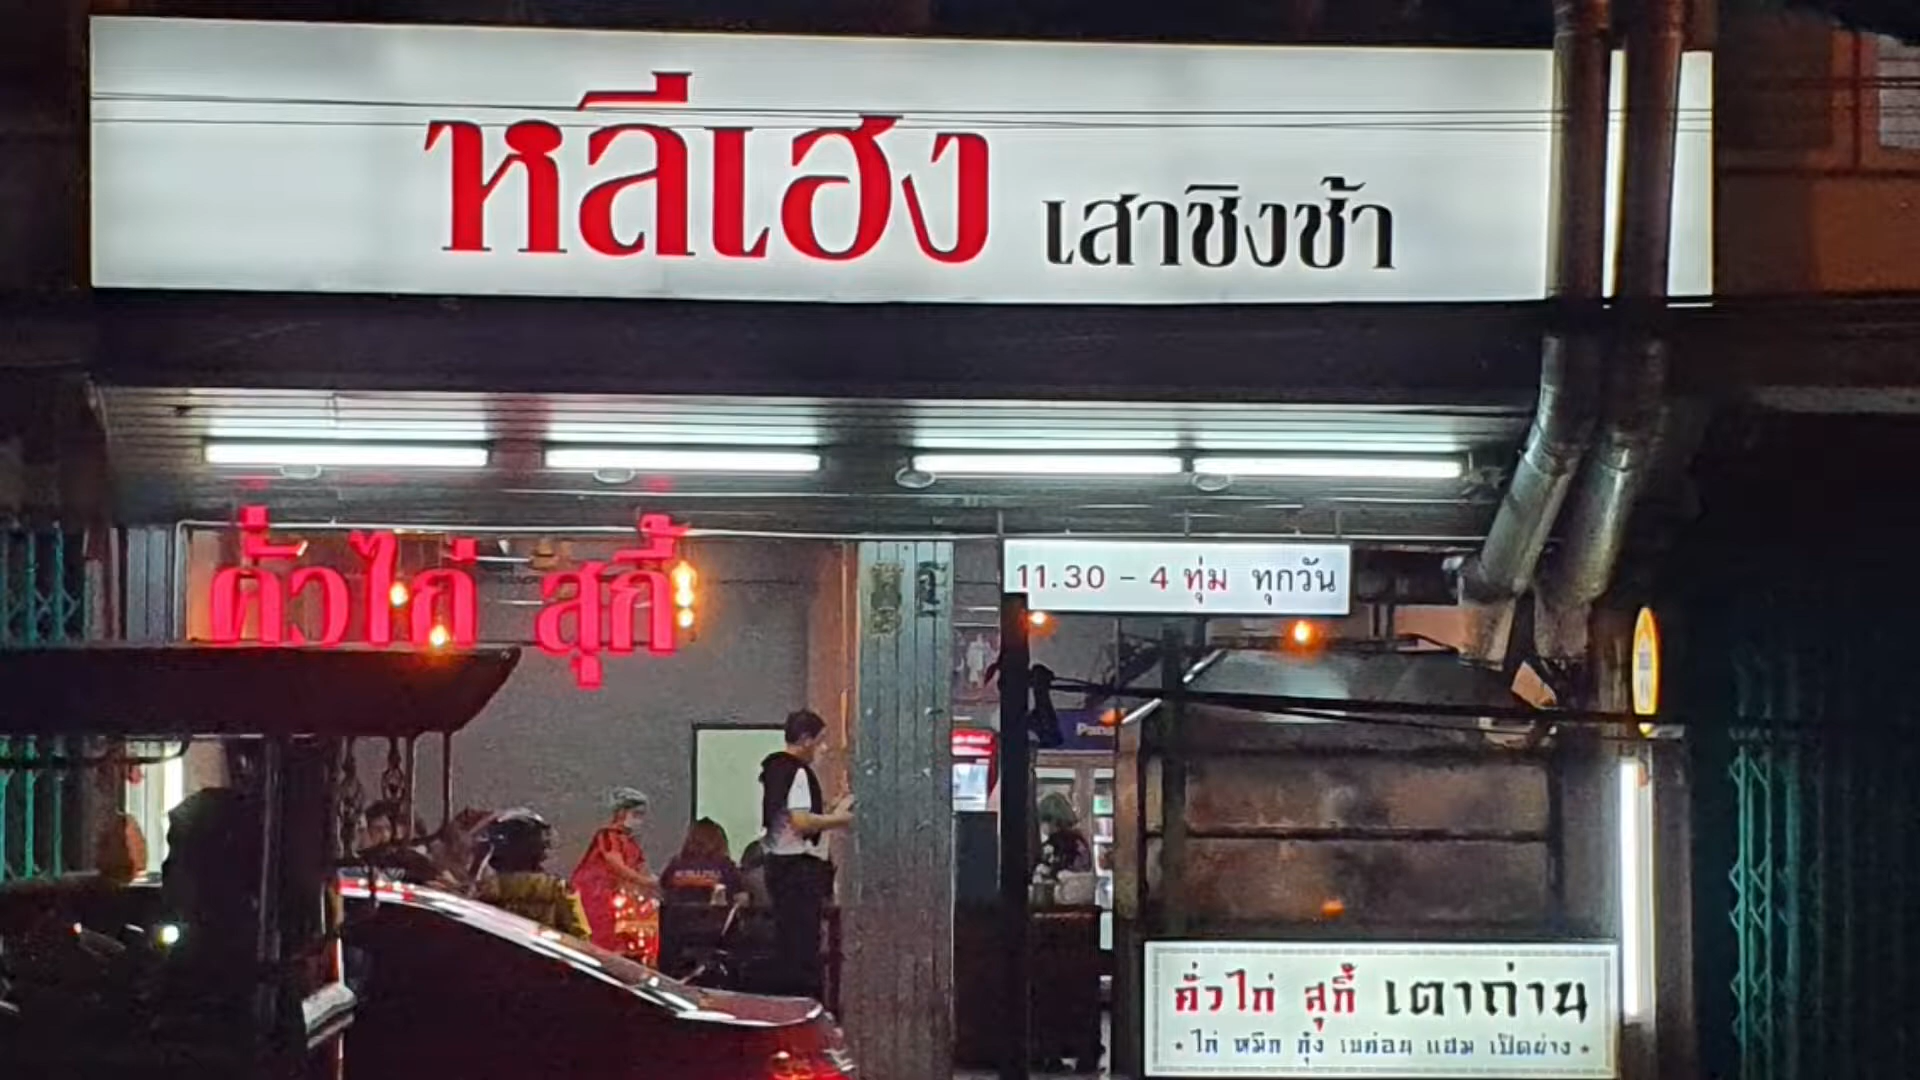 หลีเฮง เสาชิงช้า
คั่วไก่ สุกี้
11.30 - 4 ทุ่ม ทุกวัน
คั่วไก่ สุกี้ เตาถ่าน
• ไก่ หมึก กุ้ง เบค่อน แฮม เป็ดย่าง •